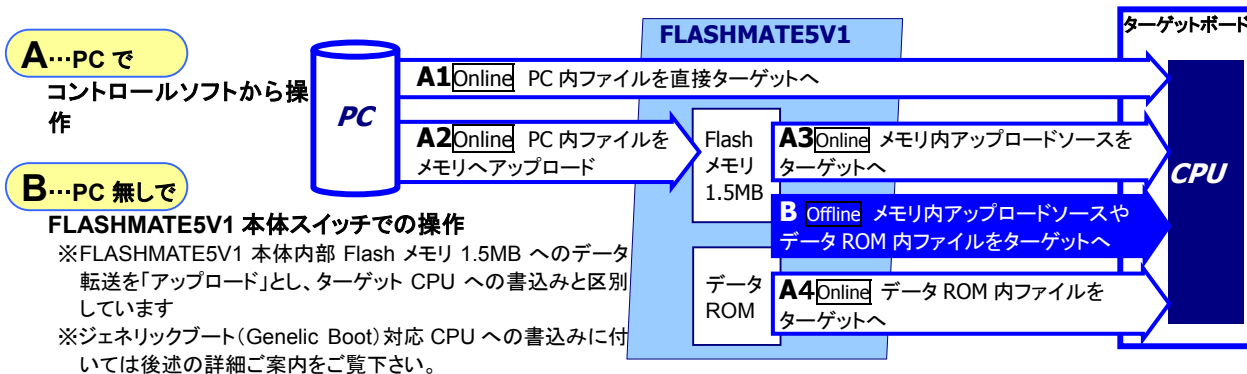 A…PC で
コントロールソフトから操
作
B…PC 無しで
FLASHMATE5V1 本体スイッチでの操作
※FLASHMATE5V1 本体内部 Flash メモリ 1.5MB へのデータ
転送を「アップロード」とし、ターゲット CPU への書込みと区別
しています
※ジェネリックブート（Genelic Boot）対応 CPU への書込みに付
いては後述の詳細ご案内をご覧下さい。
PC
FLASHMATE5V1
ターゲットボード
A1 Online PC 内ファイルを直接ターゲットへ
A2 Online PC 内ファイルを
メモリへアップロード
Flash
メモリ
1.5MB
A3 Online メモリ内アップロードソースを
ターゲットへ
B Offline メモリ内アップロードソースや
データ ROM 内ファイルをターゲットへ
データ
ROM
A4 Online データ ROM 内ファイルを
ターゲットへ
CPU